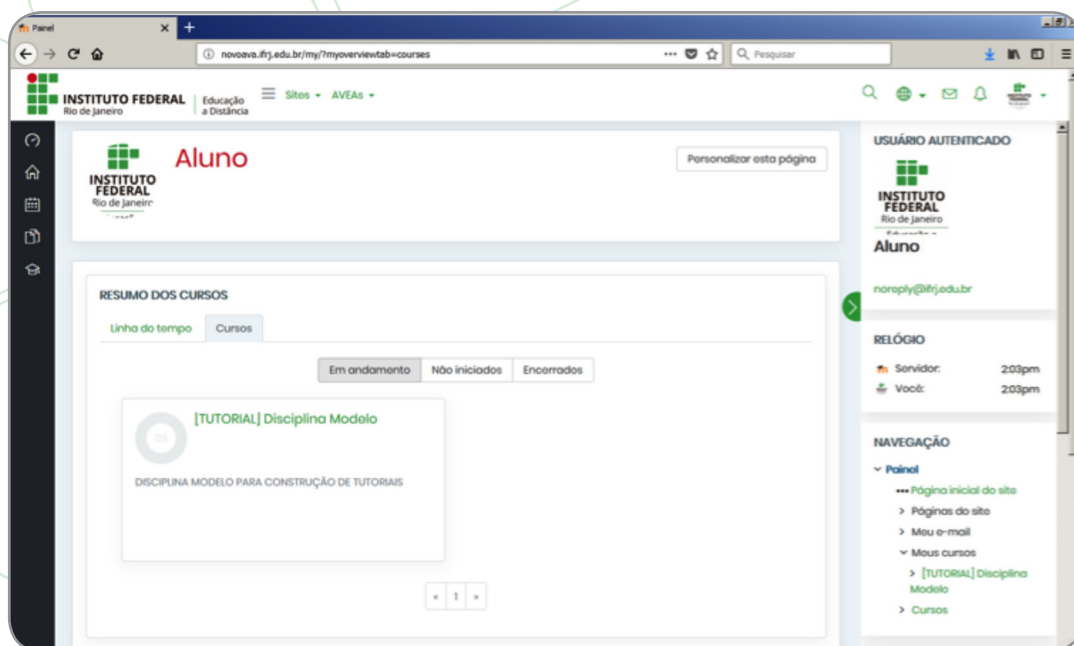 Painel
novoava.ifrj.edu.br/my/?myoverviewtab=courses
Pesquisar
INSTITUTO FEDERAL
Rio de Janeiro
Educação
a Distância
Sites
AVEAs
INSTITUTO
FEDERAL
Rio de Janeiro
Aluno
Personalizar esta página
RESUMO DOS CURSOS
Linha do tempo
Cursos
Em andamento
Não iniciados
Encerrados
0%
[TUTORIAL] Disciplina Modelo
DISCIPLINA MODELO PARA CONSTRUÇÃO DE TUTORIAIS
« 1 »
USUÁRIO AUTENTICADO
INSTITUTO
FEDERAL
Rio de Janeiro
Aluno
noreply@ifrj.edu.br
RELÓGIO
Servidor: 2:03pm
Você: 2:03pm
NAVEGAÇÃO
Painel
Página inicial do site
Páginas do site
Meu e-mail
Meus cursos
[TUTORIAL] Disciplina
Modelo
Cursos